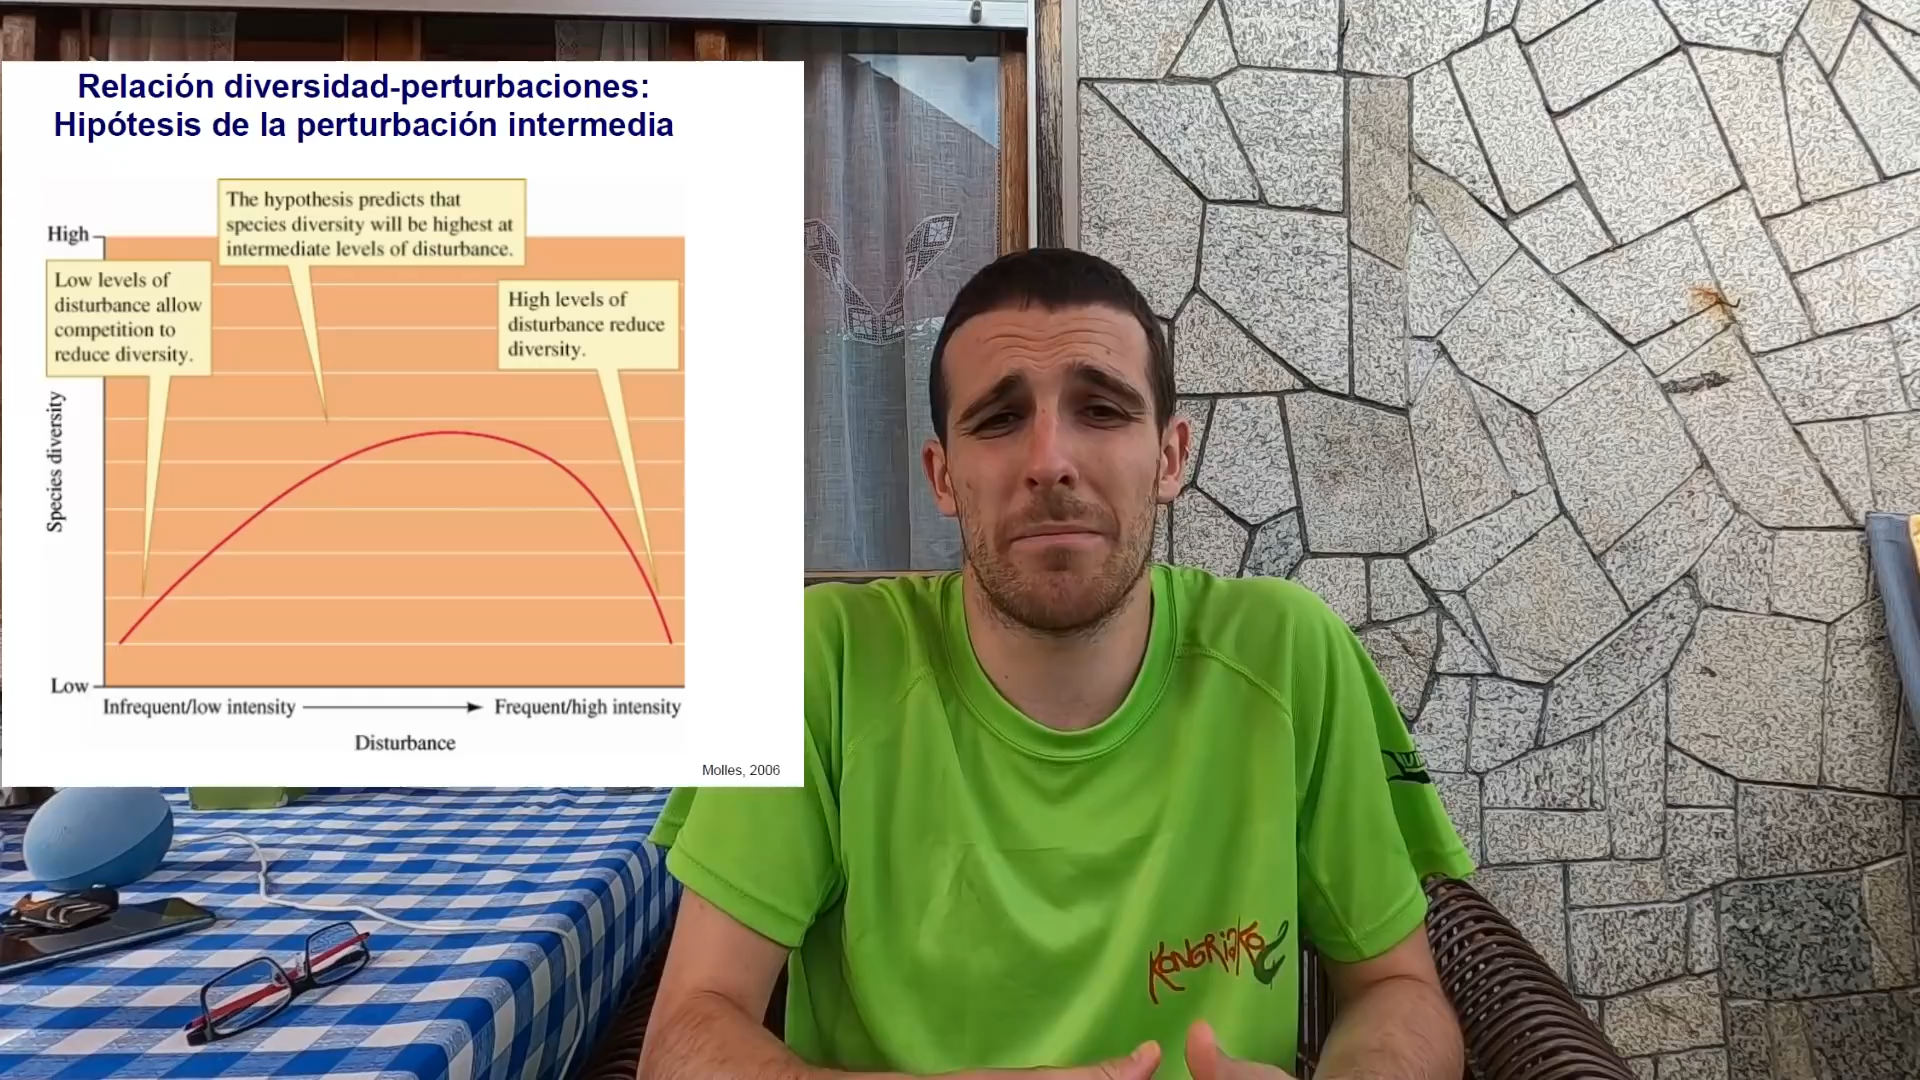 Relación diversidad-perturbaciones:
Hipótesis de la perturbación intermedia
The hypothesis predicts that
species diversity will be highest at
intermediate levels of disturbance.
High
Low levels of
disturbance allow
competition to
reduce diversity.
High levels of
disturbance reduce
diversity.
Species diversity
Low
Infrequent/low intensity
Frequent/high intensity
Disturbance
Molles, 2006